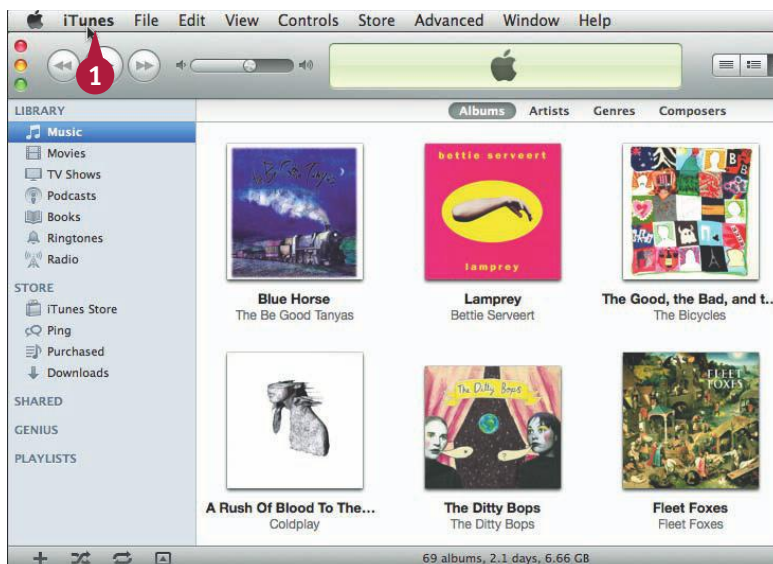 iTunes File Edit View Controls Store Advanced Window Help
1
LIBRARY
Music
Movies
TV Shows
Podcasts
Books
Ringtones
Radio
STORE
iTunes Store
Ping
Purchased
Downloads
SHARED
GENIUS
PLAYLISTS
Albums Artists Genres Composers
bettie serveert
lamprey
Blue Horse
The Be Good Tanyas
Lamprey
Bettie Serveert
The Good, the Bad, and t...
The Bicycles
The Ditty Bops
FLEET
FOXES
A Rush Of Blood To The...
Coldplay
The Ditty Bops
The Ditty Bops
Fleet Foxes
Fleet Foxes
69 albums, 2.1 days, 6.66 GB